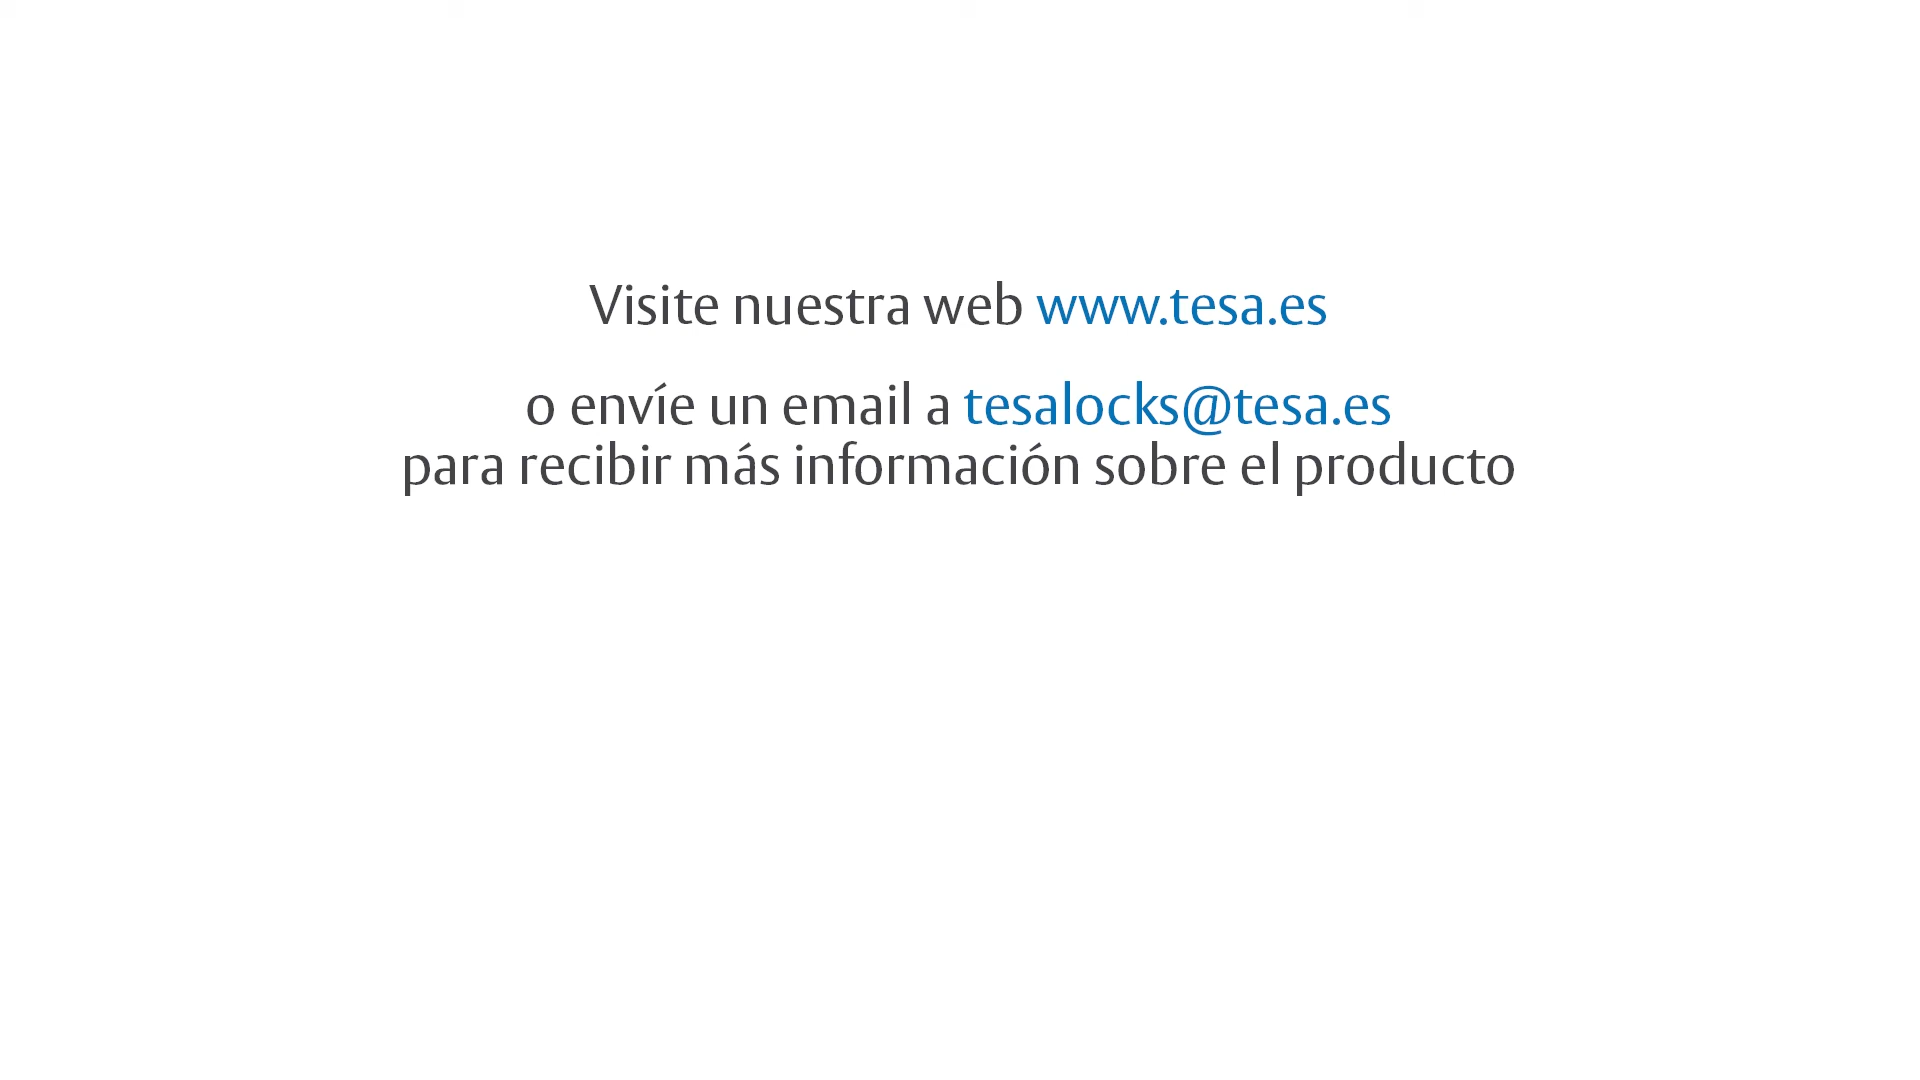 Visite nuestra web www.tesa.es
o envíe un email a tesalocks@tesa.es
para recibir más información sobre el producto